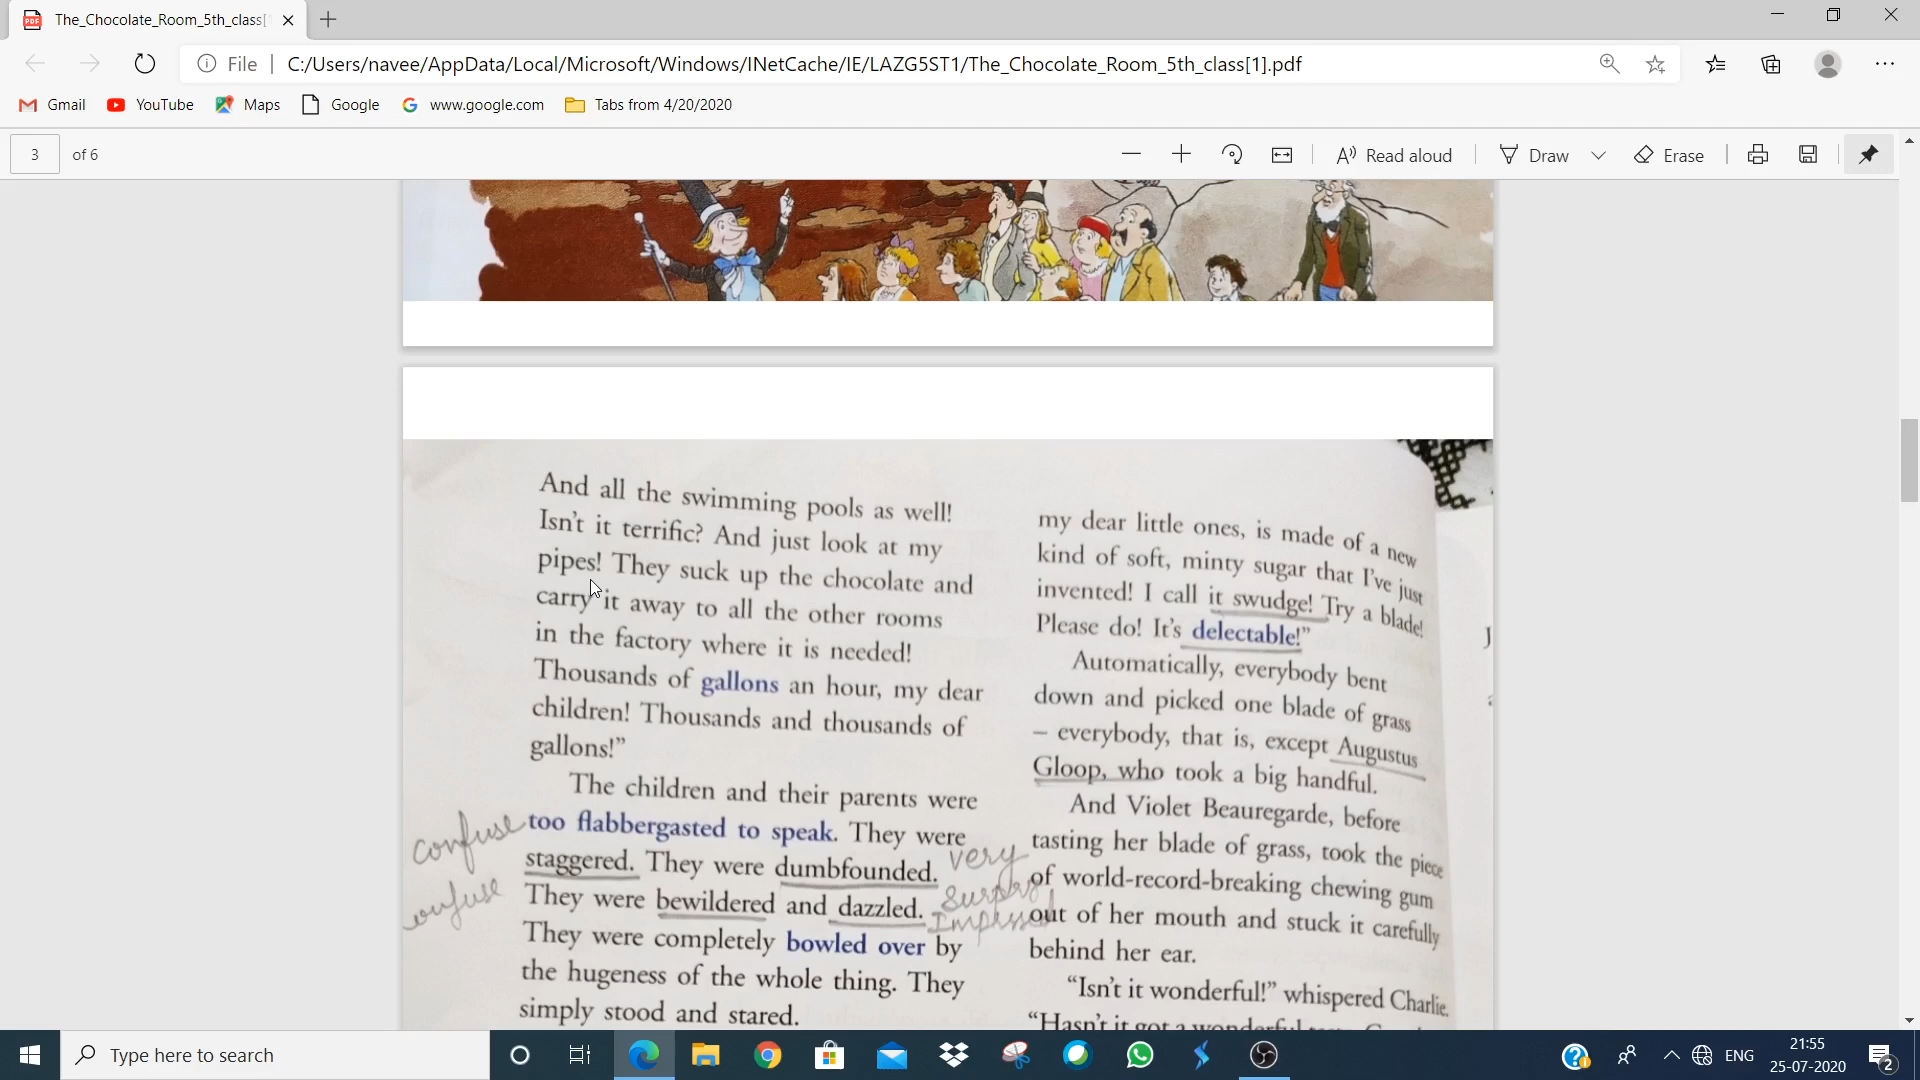 The_Chocolate_Room_5th_class[
File
C:/Users/navee/AppData/Local/Microsoft/Windows/INetCache/IE/LAZG5ST1/The_Chocolate_Room_5th_class[1].pdf
Gmail
YouTube
Maps
Google
www.google.com
Tabs from 4/20/2020
3
of 6
Read aloud
Draw
Erase
And all the swimming pools as well!
Isn't it terrific? And just look at my
pipes! They suck up the chocolate and
carry it away to all the other rooms
in the factory where it is needed!
Thousands of gallons an hour, my dear
children! Thousands and thousands of
gallons!”
The children and their parents were
confuse
too flabbergasted to speak. They were
staggered. They were dumbfounded.
very
They were bewildered and dazzled.
They were completely bowled over by
the hugeness of the whole thing. They
simply stood and stared.
my dear little ones, is made of a new
kind of soft, minty sugar that I've just
invented! I call it swudge! Try a blade!
Please do! It's delectable!”
Automatically, everybody bent
down and picked one blade of grass
– everybody, that is, except Augustus
Gloop, who took a big handful.
And Violet Beauregarde, before
tasting her blade of grass, took the piece
of world-record-breaking chewing gum
out of her mouth and stuck it carefully
behind her ear.
“Isn't it wonderful!” whispered Charlie.
“Hasn't it got a wonderful
Type here to search
ENG
21:55
25-07-2020
2